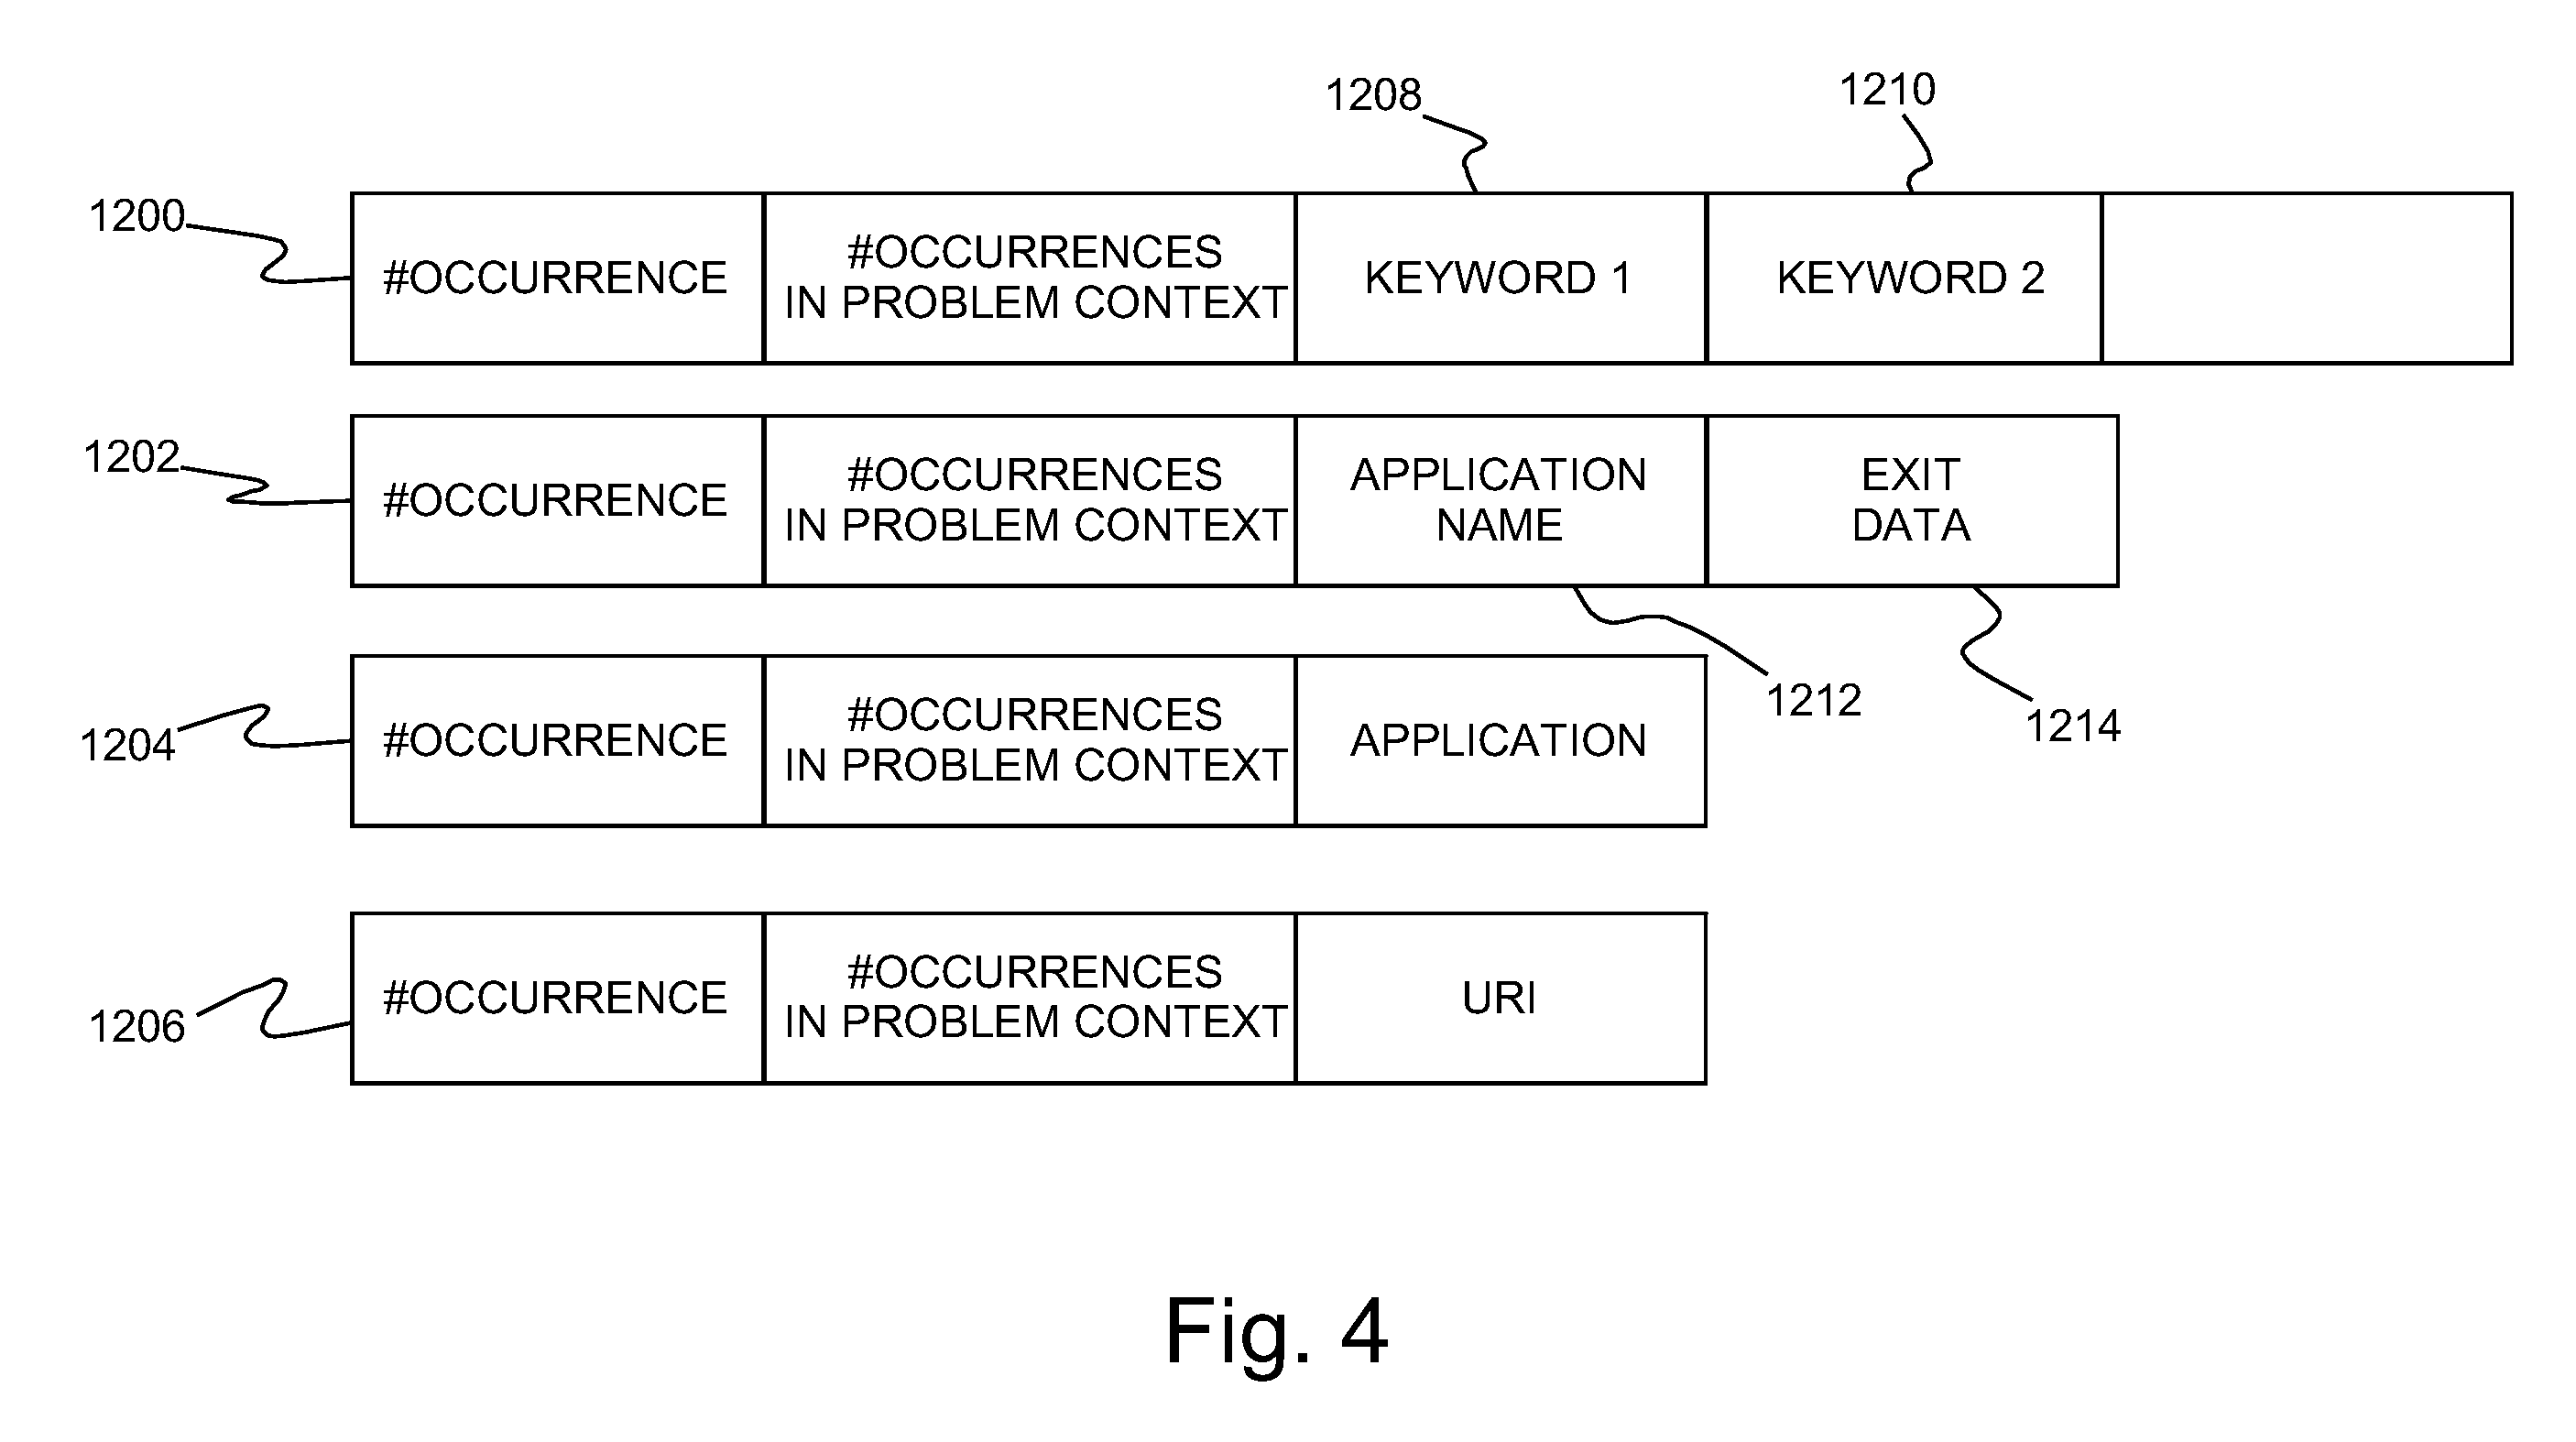 1208
1210
1200
#OCCURRENCE
#OCCURRENCES
IN PROBLEM CONTEXT
KEYWORD 1
KEYWORD 2
1202
#OCCURRENCE
#OCCURRENCES
IN PROBLEM CONTEXT
APPLICATION
NAME
EXIT
DATA
1212
1214
1204
#OCCURRENCE
#OCCURRENCES
IN PROBLEM CONTEXT
APPLICATION
1206
#OCCURRENCE
#OCCURRENCES
IN PROBLEM CONTEXT
URI
Fig. 4